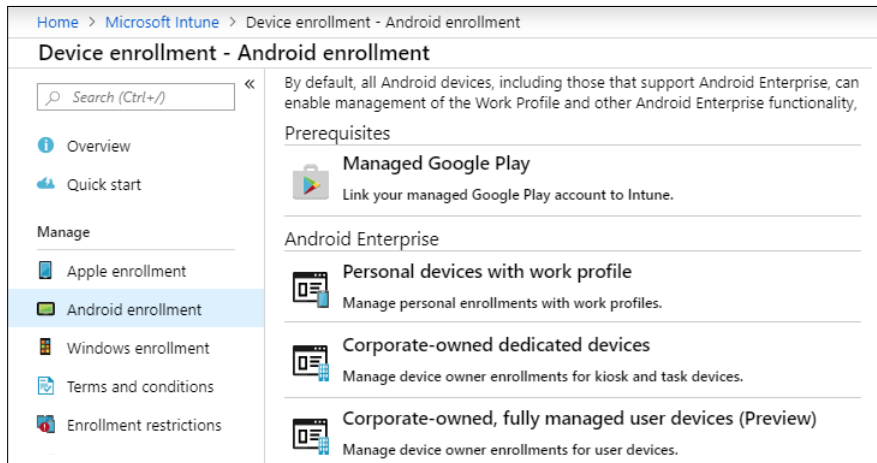 Home > Microsoft Intune > Device enrollment - Android enrollment
Device enrollment - Android enrollment
Search (Ctrl+/)
«
Overview
Quick start
Manage
Apple enrollment
Android enrollment
Windows enrollment
Terms and conditions
Enrollment restrictions
By default, all Android devices, including those that support Android Enterprise, can
enable management of the Work Profile and other Android Enterprise functionality,
Prerequisites
Managed Google Play
Link your managed Google Play account to Intune.
Android Enterprise
Personal devices with work profile
Manage personal enrollments with work profiles.
Corporate-owned dedicated devices
Manage device owner enrollments for kiosk and task devices.
Corporate-owned, fully managed user devices (Preview)
Manage device owner enrollments for user devices.